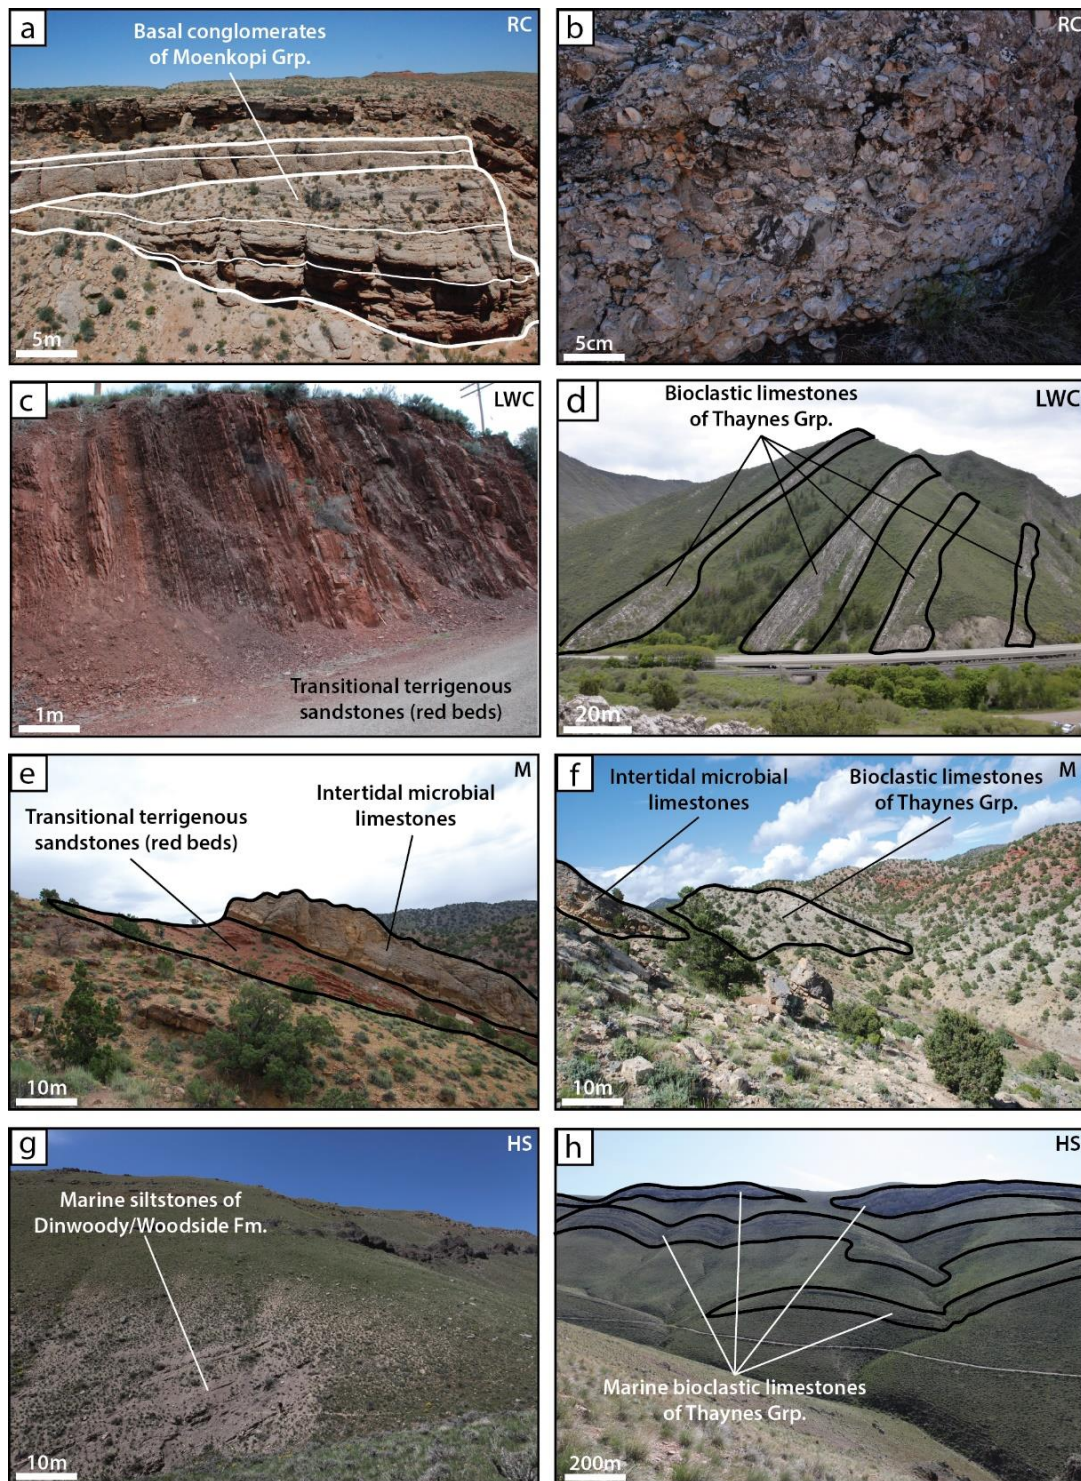 a
RC
Basal conglomerates
of Moenkopi Grp.
5m
b
RC
5cm
c
LWC
Transitional terrigenous
sandstones (red beds)
1m
d
LWC
Bioclastic limestones
of Thaynes Grp.
20m
e
M
Transitional terrigenous
sandstones (red beds)
Intertidal microbial
limestones
10m
f
M
Intertidal microbial
limestones
Bioclastic limestones
of Thaynes Grp.
10m
g
HS
Marine siltstones of
Dinwoody/Woodside Fm.
10m
h
HS
Marine bioclastic limestones
of Thaynes Grp.
200m